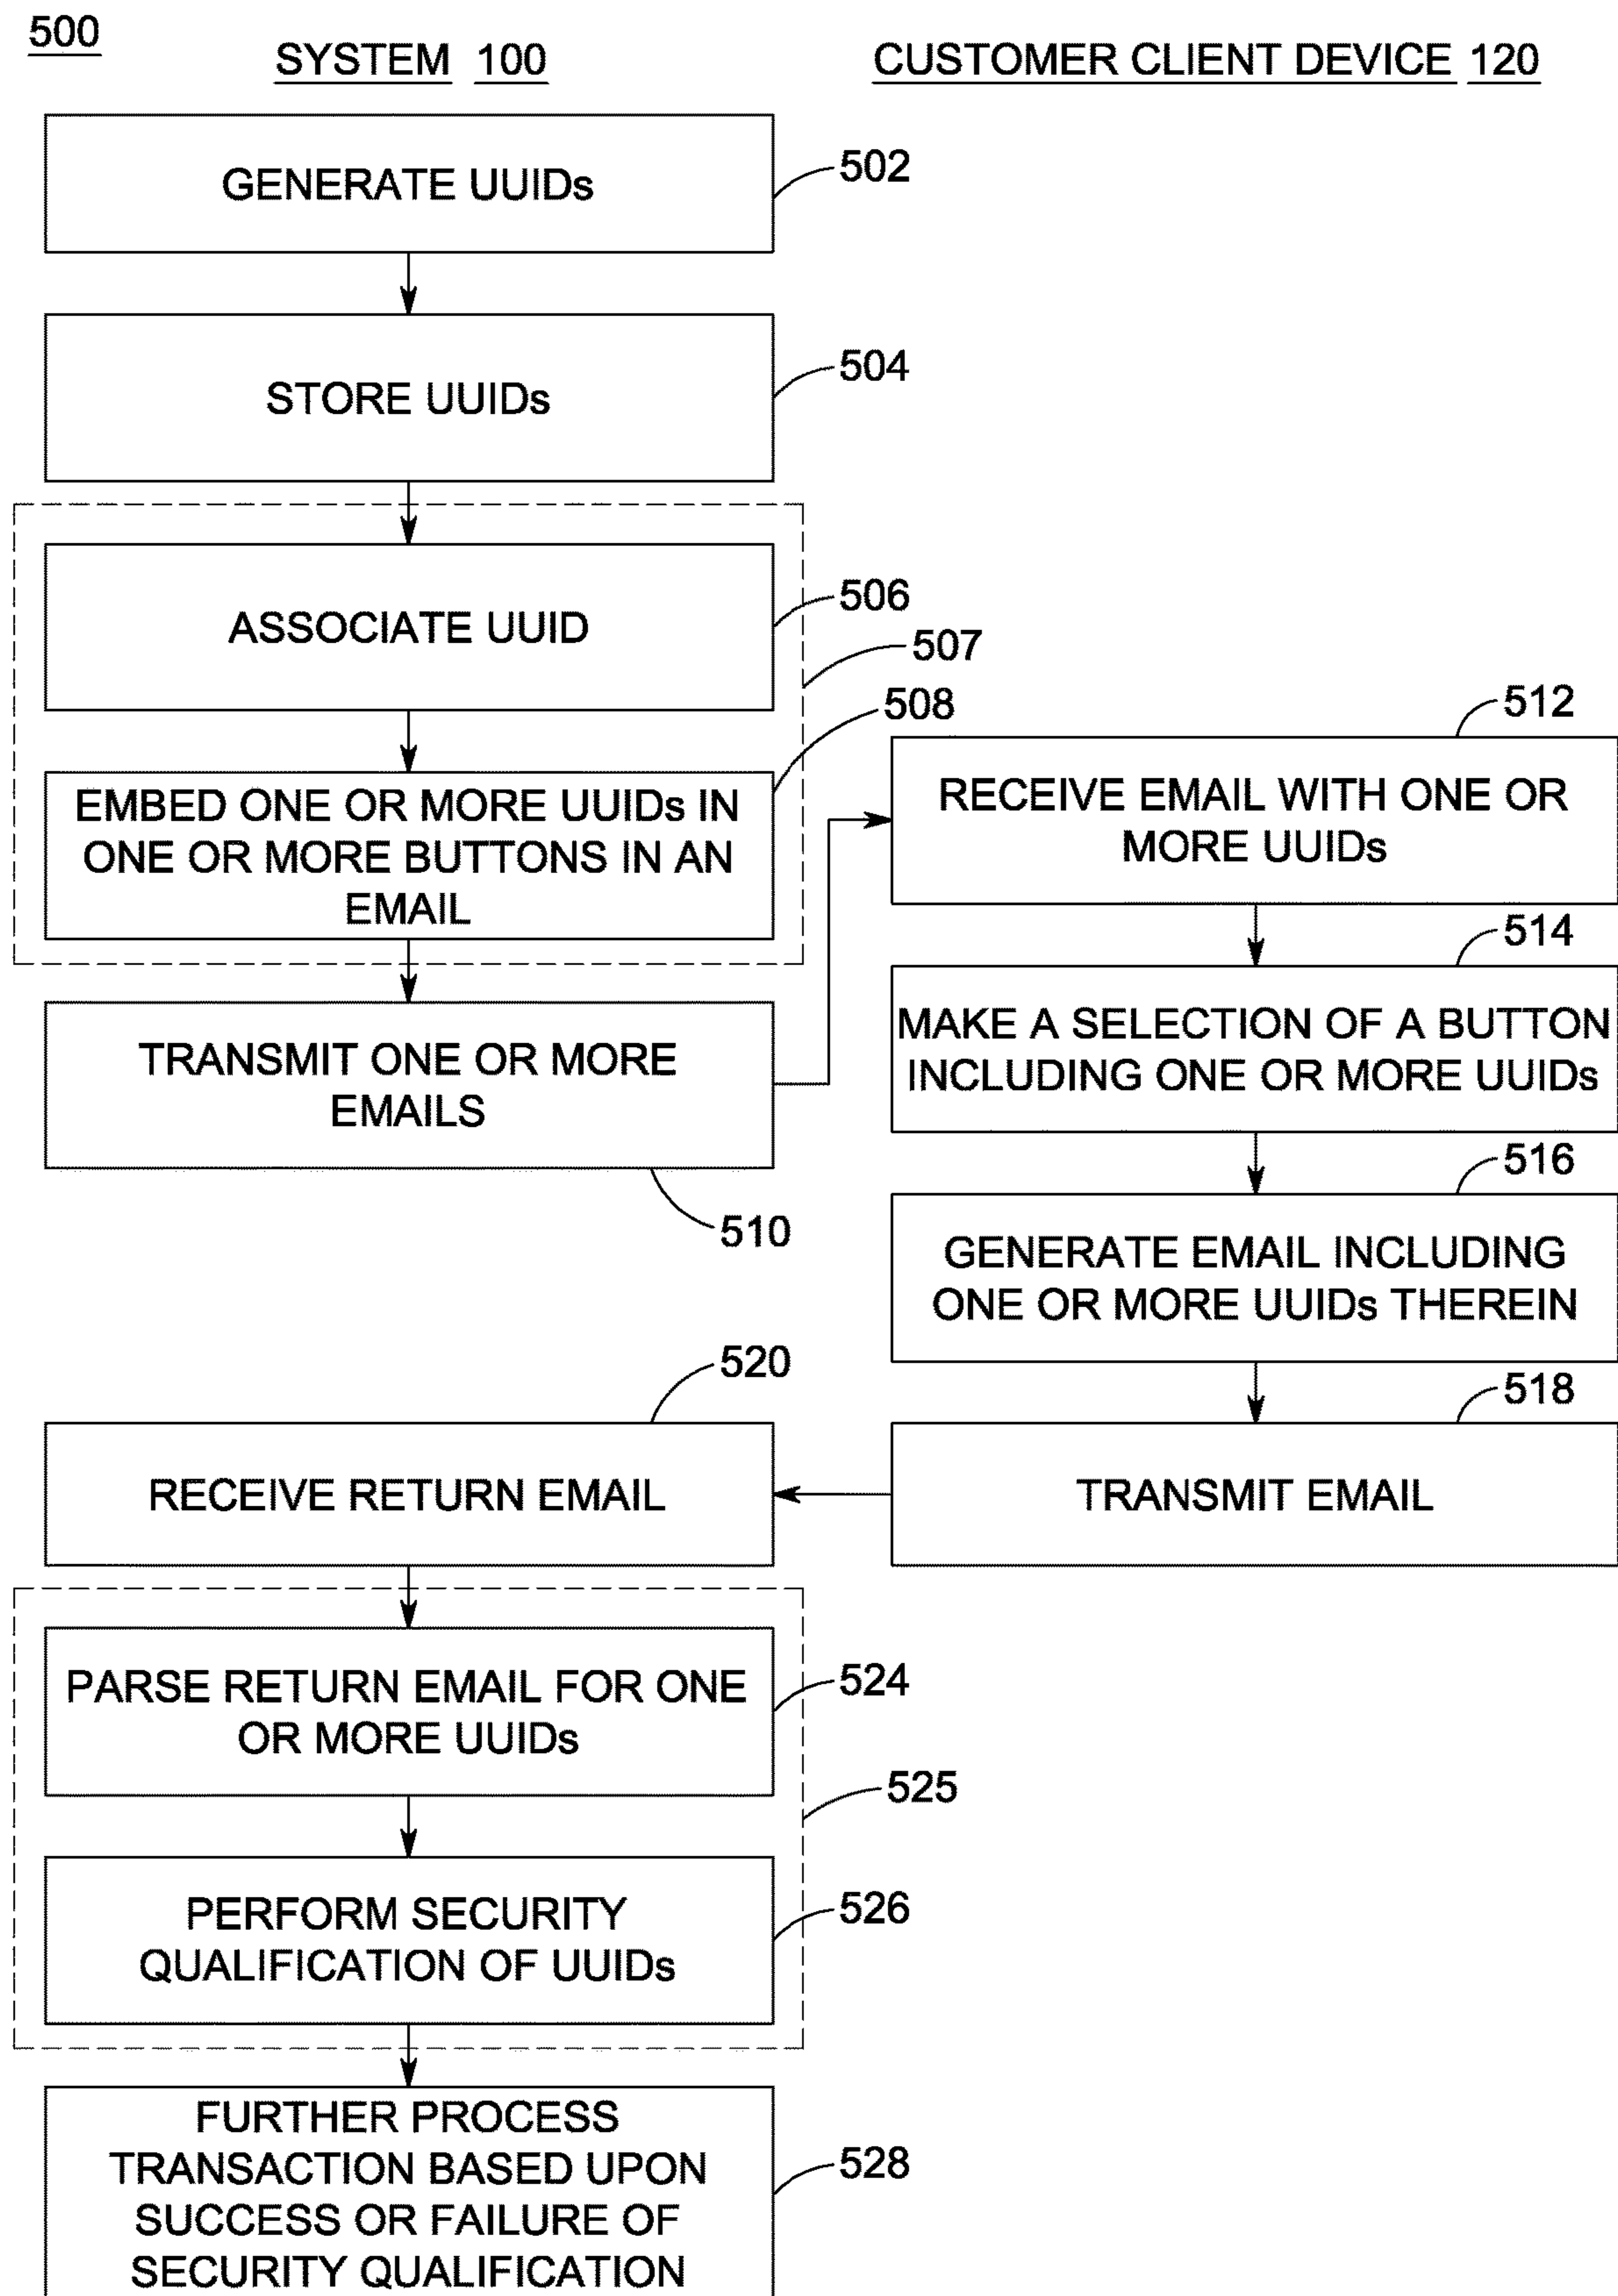 500
SYSTEM 100
CUSTOMER CLIENT DEVICE 120
GENERATE UUIDs
502
STORE UUIDs
504
ASSOCIATE UUID
506
507
EMBED ONE OR MORE UUIDs IN
ONE OR MORE BUTTONS IN AN
EMAIL
508
TRANSMIT ONE OR MORE
EMAILS
510
512
RECEIVE EMAIL WITH ONE OR
MORE UUIDs
514
MAKE A SELECTION OF A BUTTON
INCLUDING ONE OR MORE UUIDs
516
GENERATE EMAIL INCLUDING
ONE OR MORE UUIDs THEREIN
518
TRANSMIT EMAIL
520
RECEIVE RETURN EMAIL
PARSE RETURN EMAIL FOR ONE
OR MORE UUIDs
524
525
PERFORM SECURITY
QUALIFICATION OF UUIDs
526
FURTHER PROCESS
TRANSACTION BASED UPON
SUCCESS OR FAILURE OF
SECURITY QUALIFICATION
528